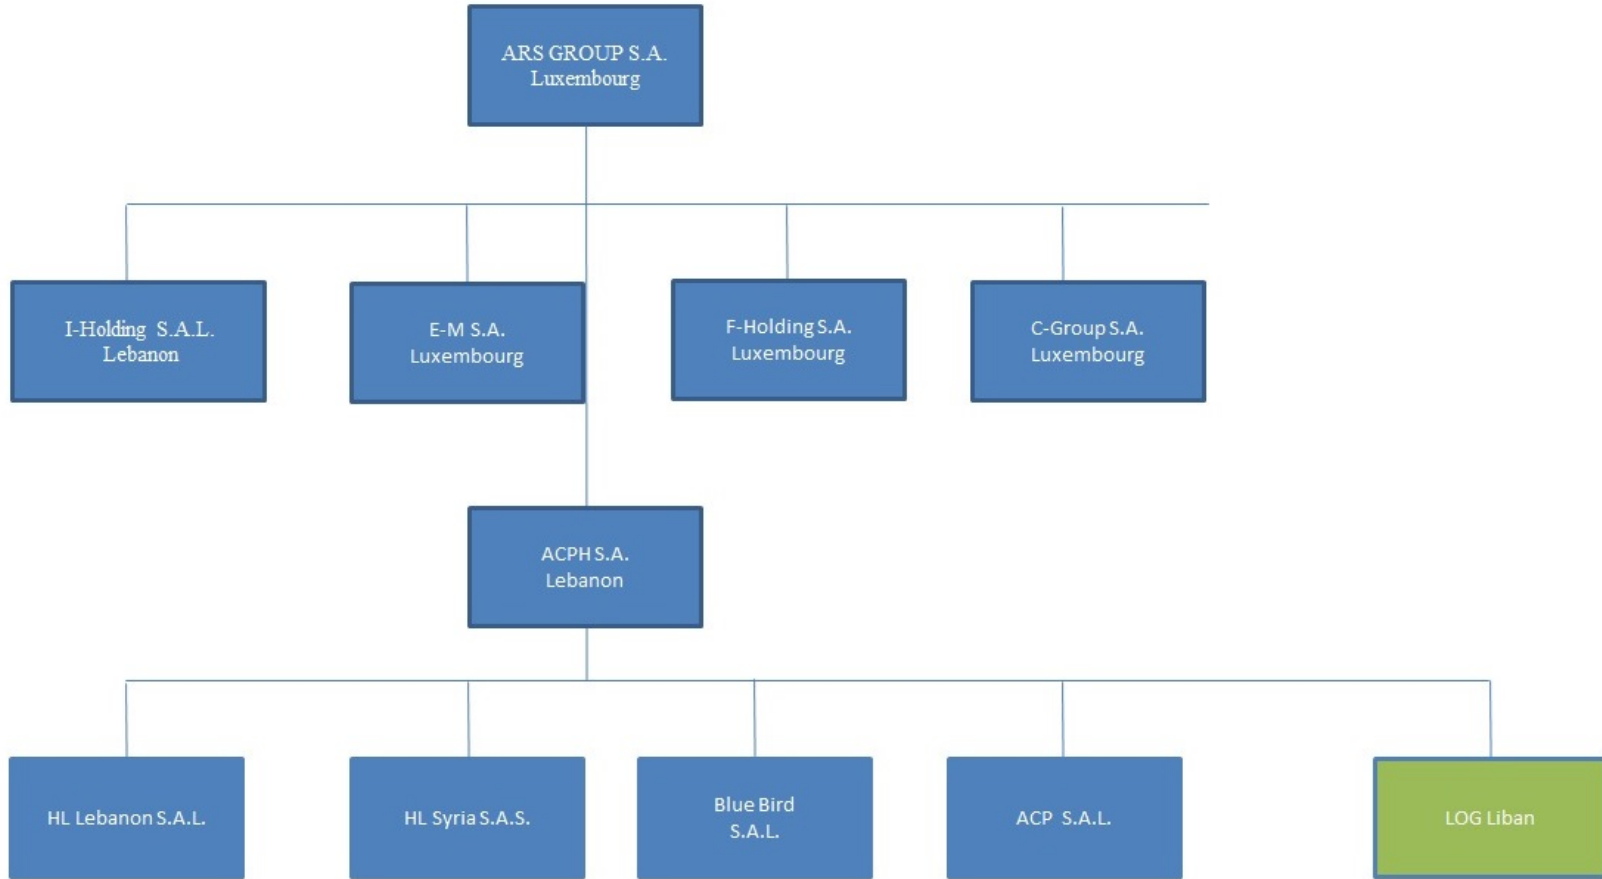 ARS GROUP S.A.
Luxembourg
I-Holding S.A.L.
Lebanon
E-M S.A.
Luxembourg
F-Holding S.A.
Luxembourg
C-Group S.A.
Luxembourg
ACPH S.A.
Lebanon
HL Lebanon S.A.L.
HL Syria S.A.S.
Blue Bird
S.A.L.
ACP S.A.L.
LOG Liban